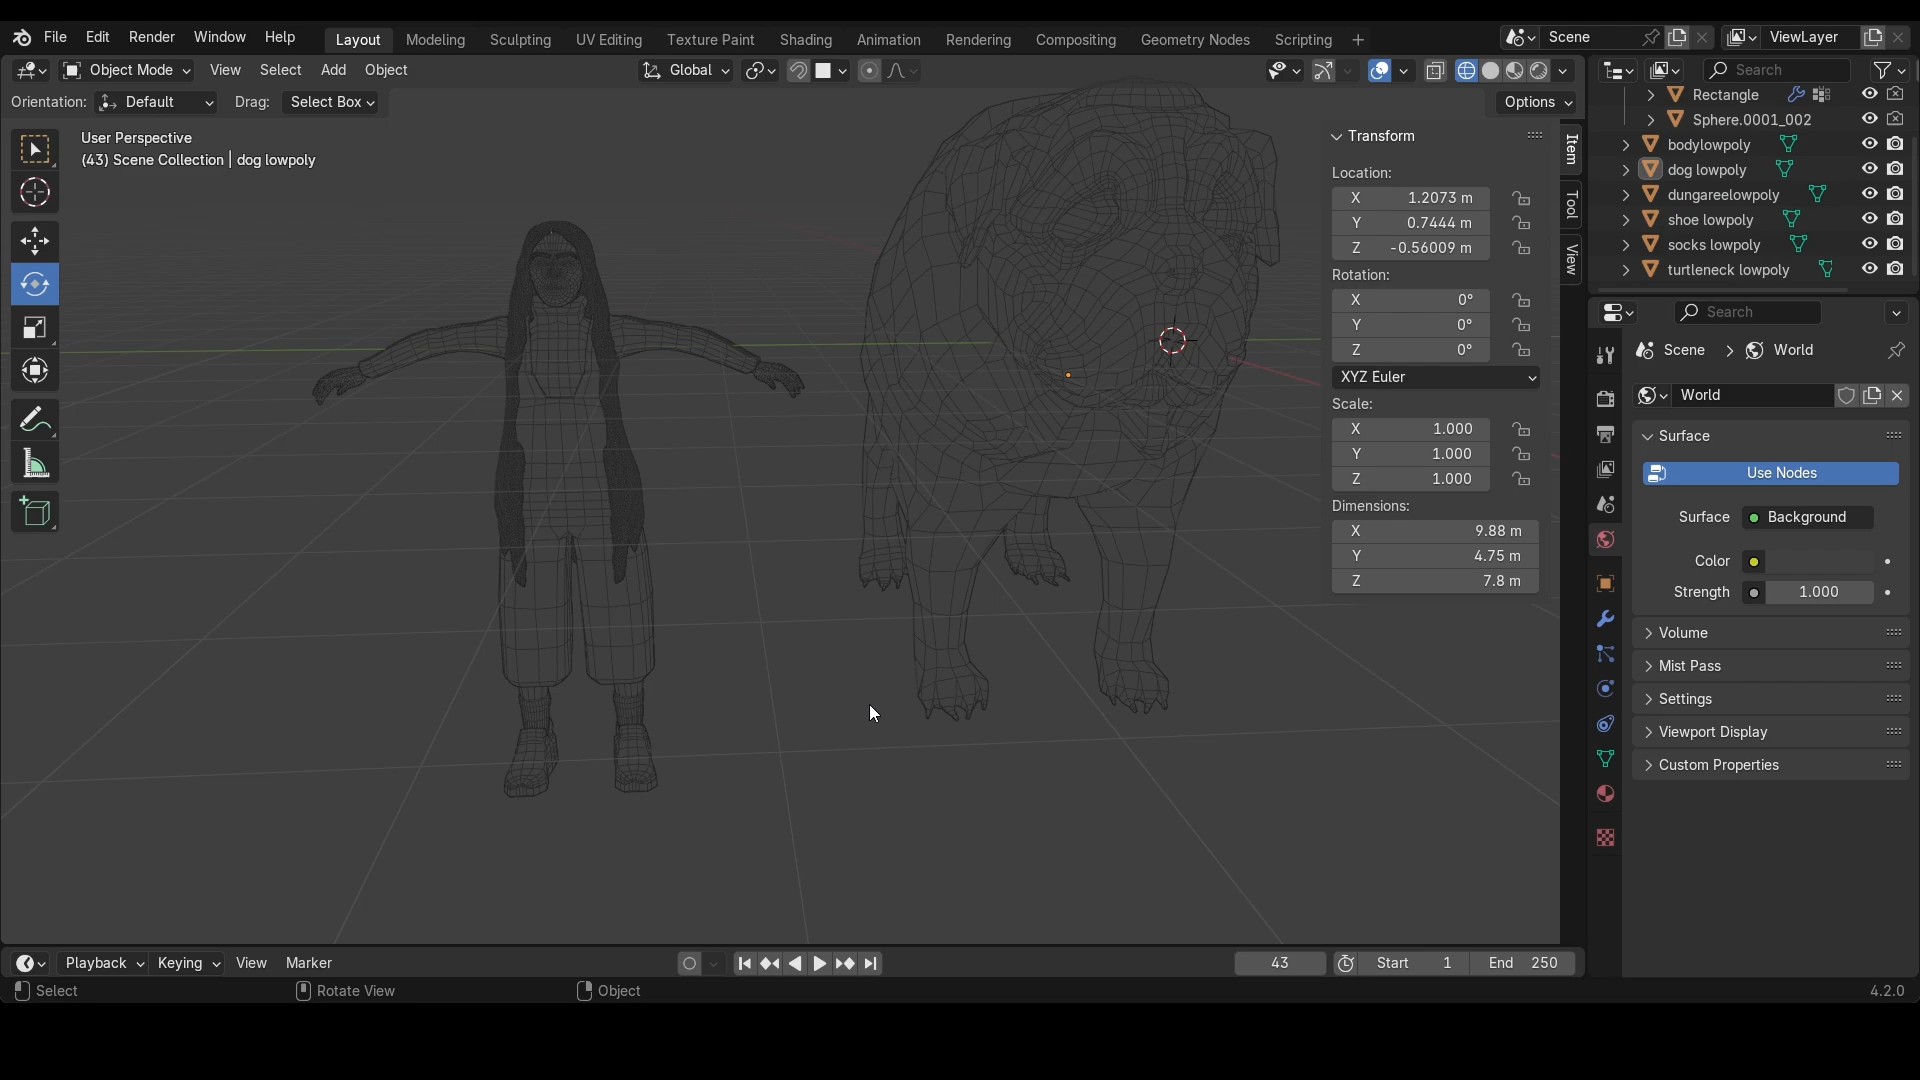 File Edit Render Window Help Layout Modeling Sculpting UV Editing Texture Paint Shading Animation Rendering Compositing Geometry Nodes Scripting + Scene ViewLayer
Object Mode View Select Add Object Global Search
Orientation: Default Drag: Select Box Options
User Perspective
(43) Scene Collection | dog lowpoly
Transform
Location:
X 1.2073 m
Y 0.7444 m
Z -0.56009 m
Rotation:
X 0°
Y 0°
Z 0°
XYZ Euler
Scale:
X 1.000
Y 1.000
Z 1.000
Dimensions:
X 9.88 m
Y 4.75 m
Z 7.8 m
Item
Tool
View
Rectangle
Sphere.0001_002
bodylowpoly
dog lowpoly
dungareelowpoly
shoe lowpoly
socks lowpoly
turtleneck lowpoly
Search
Scene > World
World
Surface
Use Nodes
Surface Background
Color
Strength 1.000
Volume
Mist Pass
Settings
Viewport Display
Custom Properties
Playback Keying View Marker 43 Start 1 End 250
Select Rotate View Object 4.2.0